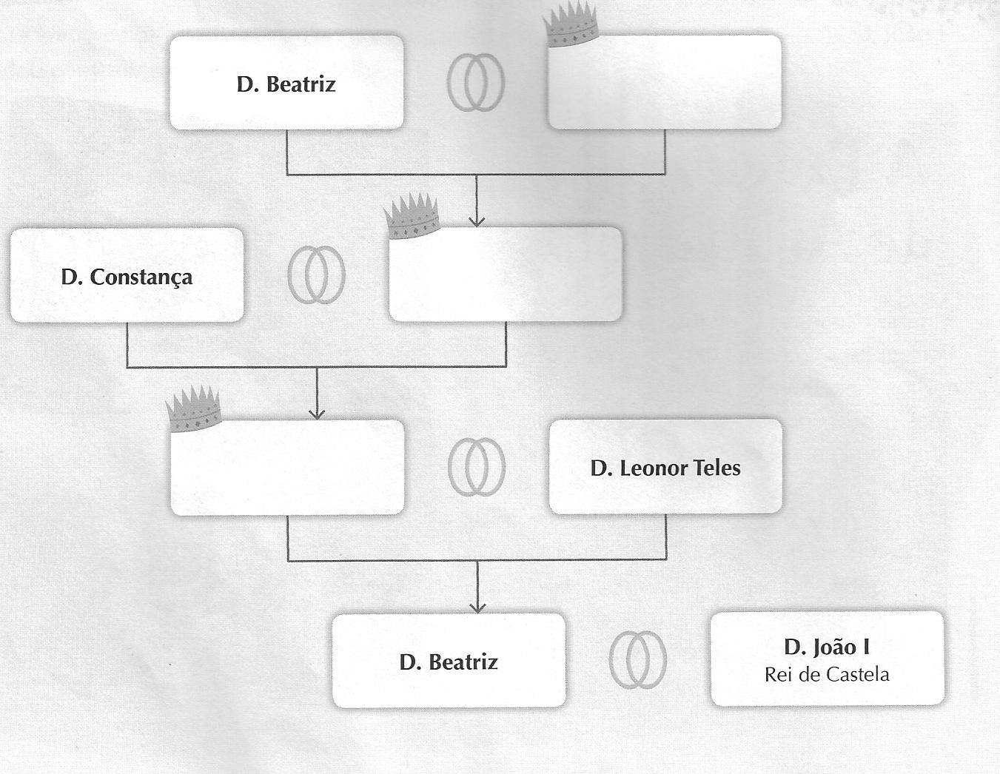 D. Beatriz
D. Constança
D. Leonor Teles
D. Beatriz
D. João I
Rei de Castela